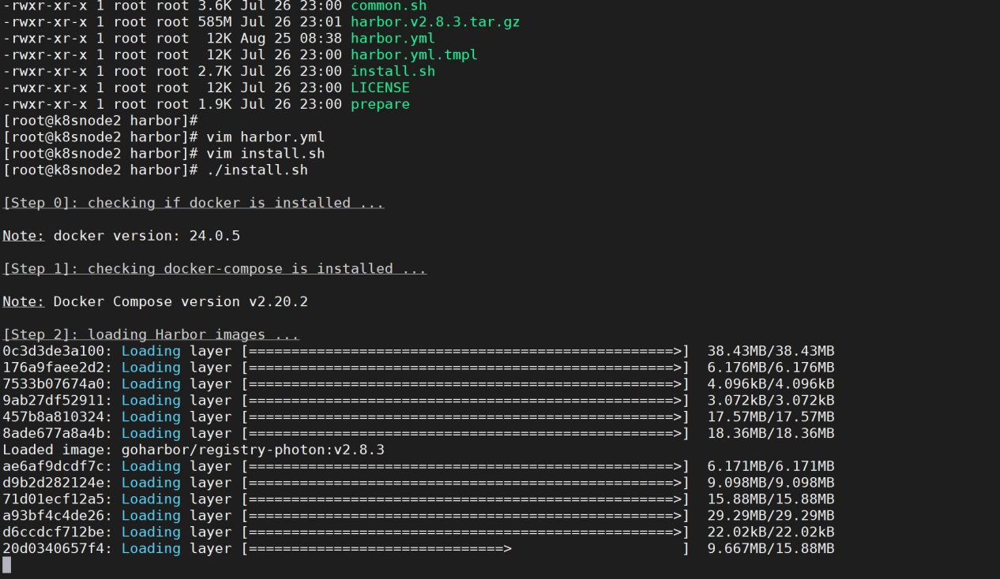 -rwxr-xr-x 1 root root 3.6K Jul 26 23:00 common.sh
-rwxr-xr-x 1 root root 585M Jul 26 23:01 harbor.v2.8.3.tar.gz
-rwxr-xr-x 1 root root  12K Aug 25 08:38 harbor.yml
-rwxr-xr-x 1 root root  12K Jul 26 23:00 harbor.yml.tmpl
-rwxr-xr-x 1 root root 2.7K Jul 26 23:00 install.sh
-rwxr-xr-x 1 root root  12K Jul 26 23:00 LICENSE
-rwxr-xr-x 1 root root 1.9K Jul 26 23:00 prepare
[root@k8snode2 harbor]#
[root@k8snode2 harbor]# vim harbor.yml
[root@k8snode2 harbor]# vim install.sh
[root@k8snode2 harbor]# ./install.sh
[Step 0]: checking if docker is installed ...
Note: docker version: 24.0.5
[Step 1]: checking docker-compose is installed ...
Note: Docker Compose version v2.20.2
[Step 2]: loading Harbor images ...
0c3d3de3a100: Loading layer [==================================================>]  38.43MB/38.43MB
176a9faee2d2: Loading layer [==================================================>]  6.176MB/6.176MB
7533b07674a0: Loading layer [==================================================>]  4.096kB/4.096kB
9ab27df52911: Loading layer [==================================================>]  3.072kB/3.072kB
457b8a810324: Loading layer [==================================================>]  17.57MB/17.57MB
8ade677a8a4b: Loading layer [==================================================>]  18.36MB/18.36MB
Loaded image: goharbor/registry-photon:v2.8.3
ae6af9dcdf7c: Loading layer [==================================================>]  6.171MB/6.171MB
d9b2d282124e: Loading layer [==================================================>]  9.098MB/9.098MB
71d01ecf12a5: Loading layer [==================================================>]  15.88MB/15.88MB
a93bf4c4de26: Loading layer [==================================================>]  29.29MB/29.29MB
d6ccdcf712be: Loading layer [==================================================>]  22.02kB/22.02kB
20d0340657f4: Loading layer [==============================>                    ]  9.667MB/15.88MB